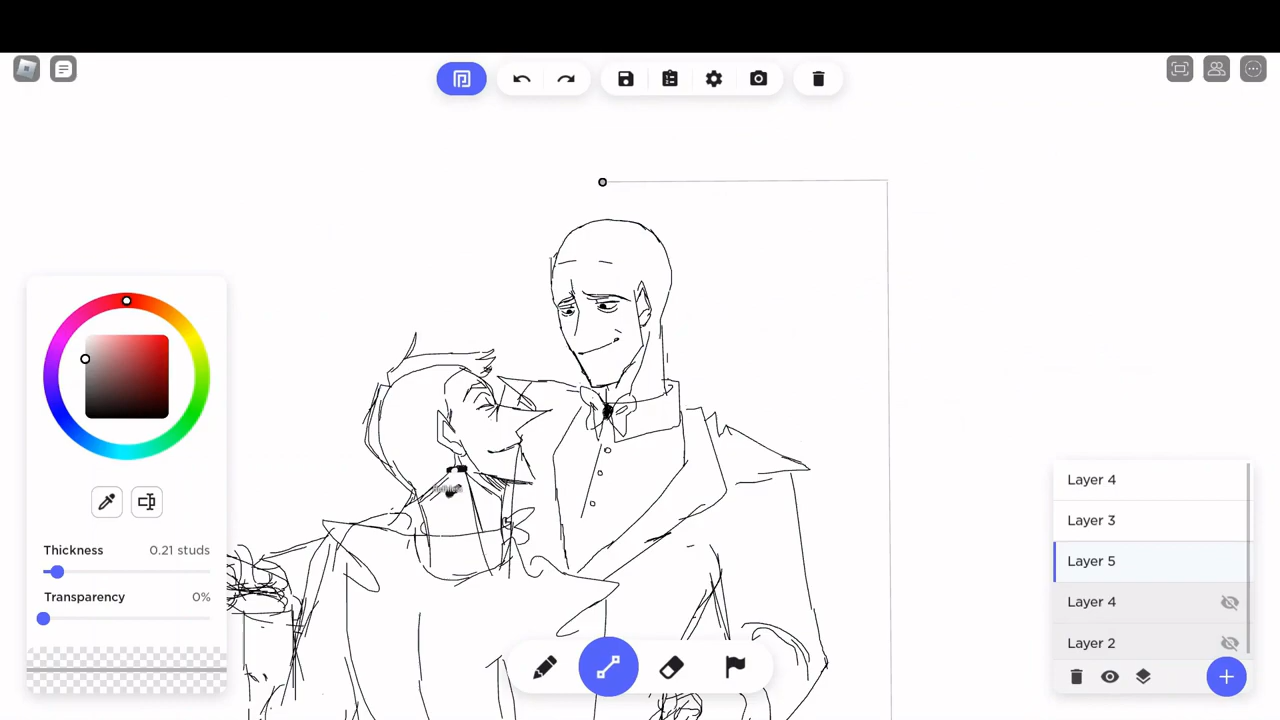 Thickness 0.21 studs
Transparency 0%
Layer 4
Layer 3
Layer 5
Layer 4
Layer 2